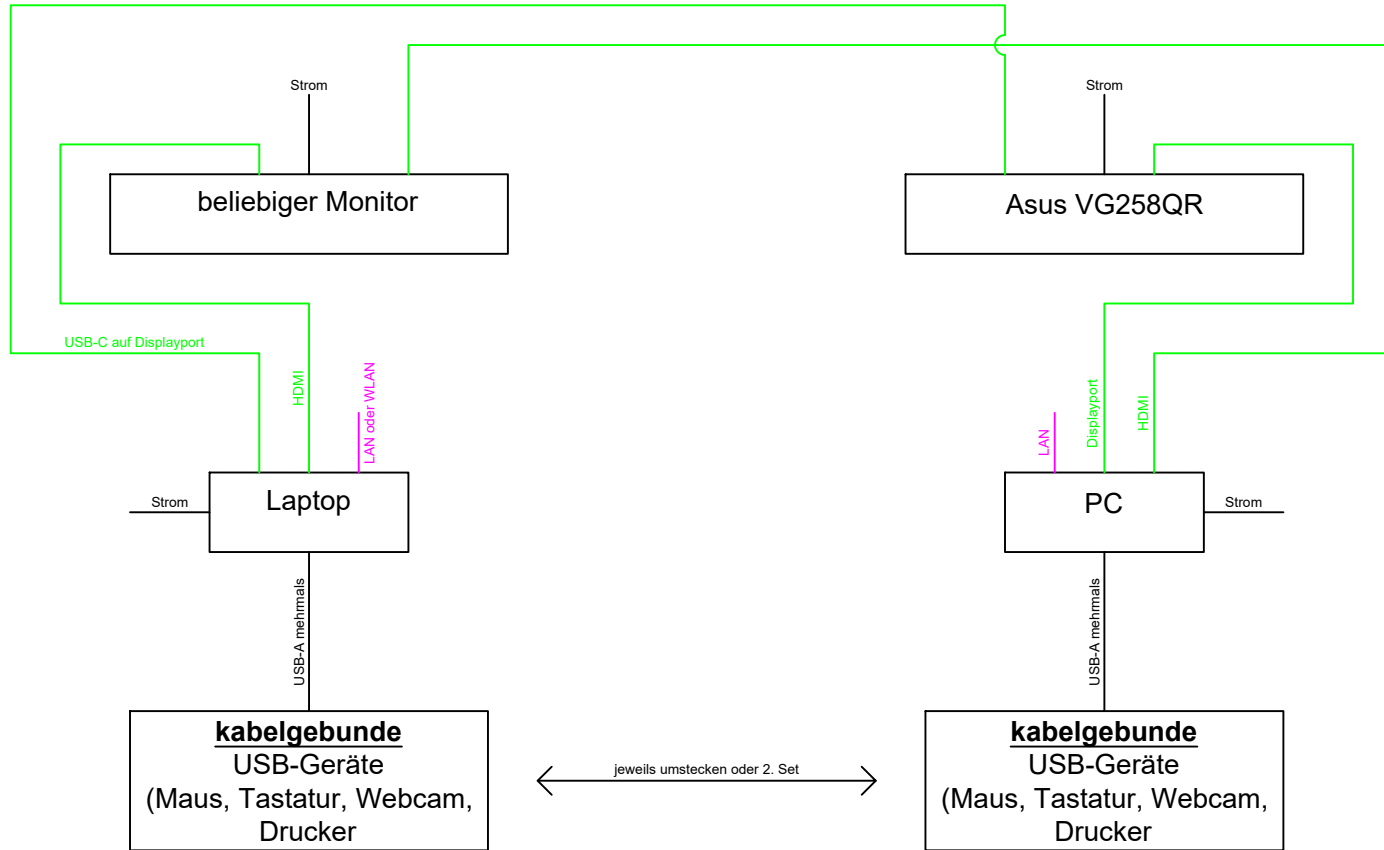 Strom
Strom
beliebiger Monitor
Asus VG258QR
USB-C auf Displayport
HDMI
LAN oder WLAN
LAN
Displayport
HDMI
Strom
Laptop
PC
Strom
USB-A mehrmals
USB-A mehrmals
kabelgebunde
USB-Geräte
(Maus, Tastatur, Webcam,
Drucker
jeweils umstecken oder 2. Set
kabelgebunde
USB-Geräte
(Maus, Tastatur, Webcam,
Drucker